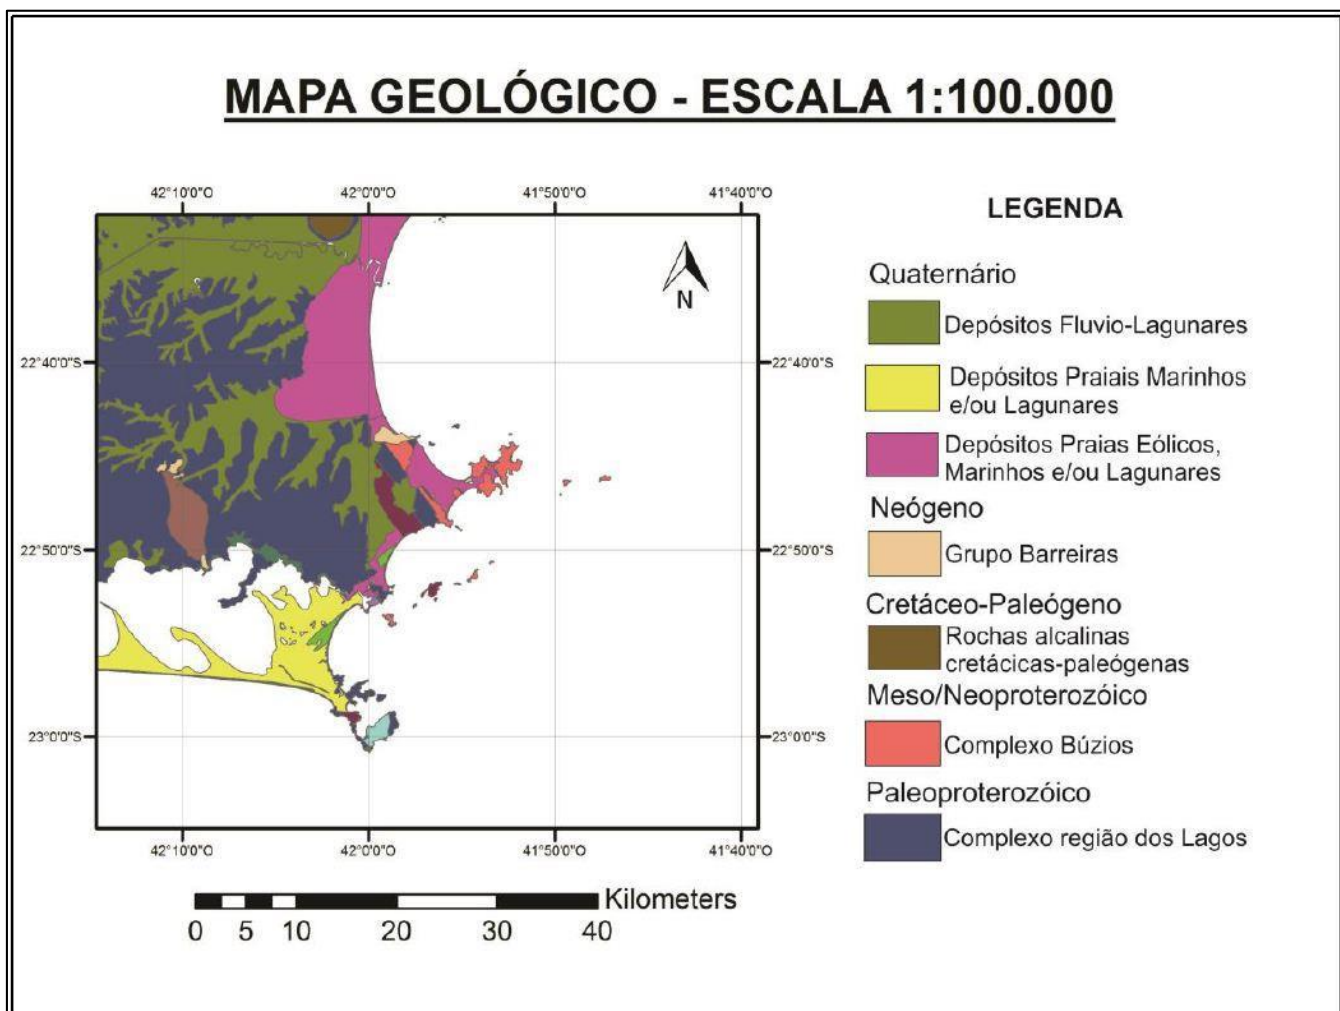 MAPA GEOLÓGICO - ESCALA 1:100.000
42°10'0"O 42°0'0"O 41°50'0"O 41°40'0"O
LEGENDA
N
Quaternário
Depósitos Fluvio-Lagunares
22°40'0"S 22°40'0"S
Depósitos Praiais Marinhos
e/ou Lagunares
Depósitos Praias Eólicos,
Marinhos e/ou Lagunares
Neógeno
22°50'0"S 22°50'0"S
Grupo Barreiras
Cretáceo-Paleógeno
Rochas alcalinas
cretácicas-paleógenas
Meso/Neoproterozóico
23°0'0"S 23°0'0"S
Complexo Búzios
Paleoproterozóico
Complexo região dos Lagos
42°10'0"O 42°0'0"O 41°50'0"O 41°40'0"O
Kilometers
0 5 10 20 30 40